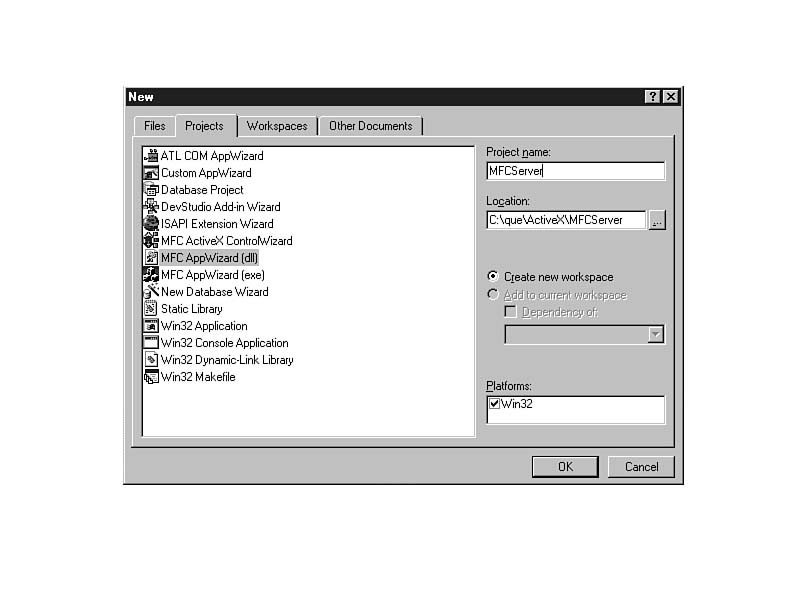 New
Files
Projects
Workspaces
Other Documents
ATL COM AppWizard
Custom AppWizard
Database Project
DevStudio Add-in Wizard
ISAPI Extension Wizard
MFC ActiveX ControlWizard
MFC AppWizard (dll)
MFC AppWizard (exe)
New Database Wizard
Static Library
Win32 Application
Win32 Console Application
Win32 Dynamic-Link Library
Win32 Makefile
Project name:
MFCServer
Location:
C:\que\ActiveX\MFCServer
...
Create new workspace
Add to current workspace
Dependency of:
Platforms:
Win32
OK
Cancel